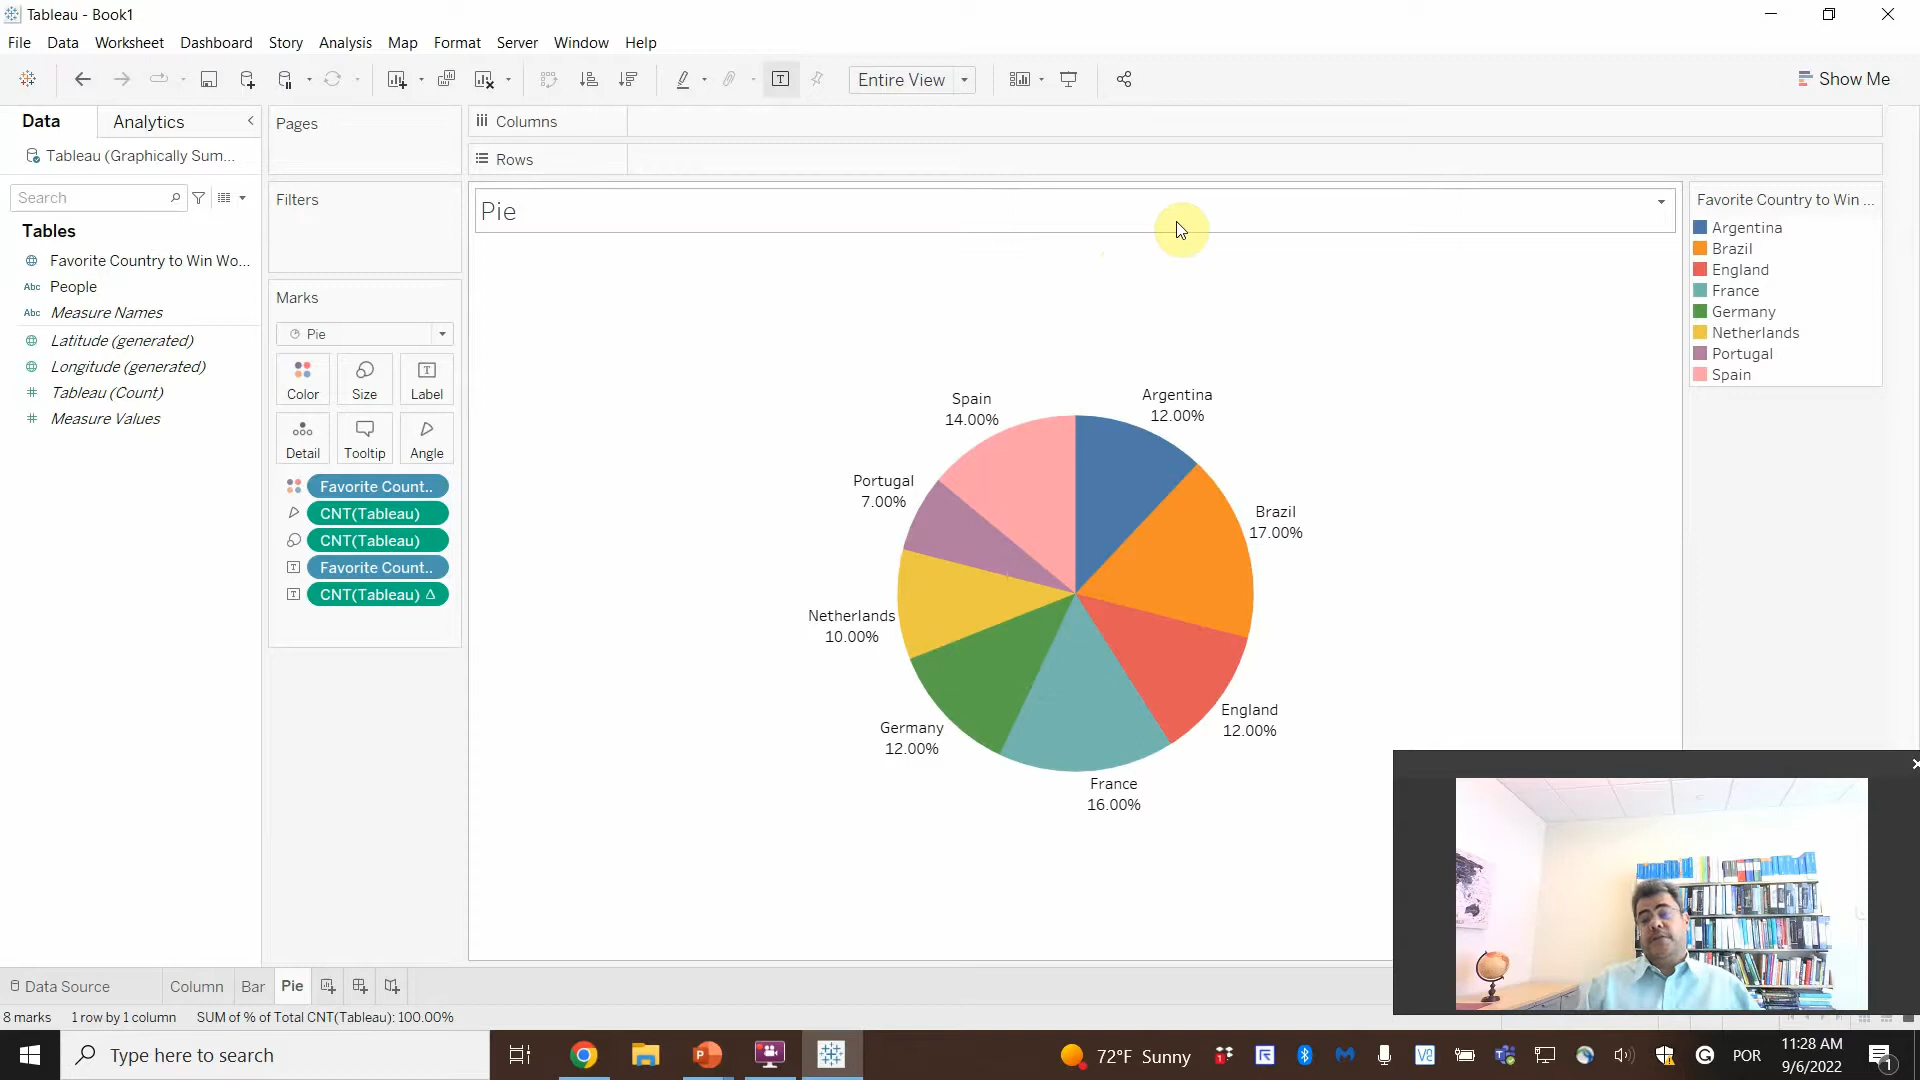 Tableau - Book1
File Data Worksheet Dashboard Story Analysis Map Format Server Window Help
Entire View
Show Me
Data
Analytics
Tableau (Graphically Sum...
Search
Tables
Favorite Country to Win Wo...
Abc People
Abc Measure Names
Latitude (generated)
Longitude (generated)
# Tableau (Count)
# Measure Values
Pages
Filters
Marks
Pie
Color
Size
Label
Detail
Tooltip
Angle
Favorite Count..
CNT(Tableau)
CNT(Tableau)
Favorite Count..
CNT(Tableau) Δ
Columns
Rows
Pie
Spain
14.00%
Argentina
12.00%
Portugal
7.00%
Brazil
17.00%
Netherlands
10.00%
England
12.00%
Germany
12.00%
France
16.00%
Favorite Country to Win ...
Argentina
Brazil
England
France
Germany
Netherlands
Portugal
Spain
Data Source
Column
Bar
Pie
8 marks
1 row by 1 column
SUM of % of Total CNT(Tableau): 100.00%
Type here to search
72°F Sunny
POR
11:28 AM
9/6/2022
1